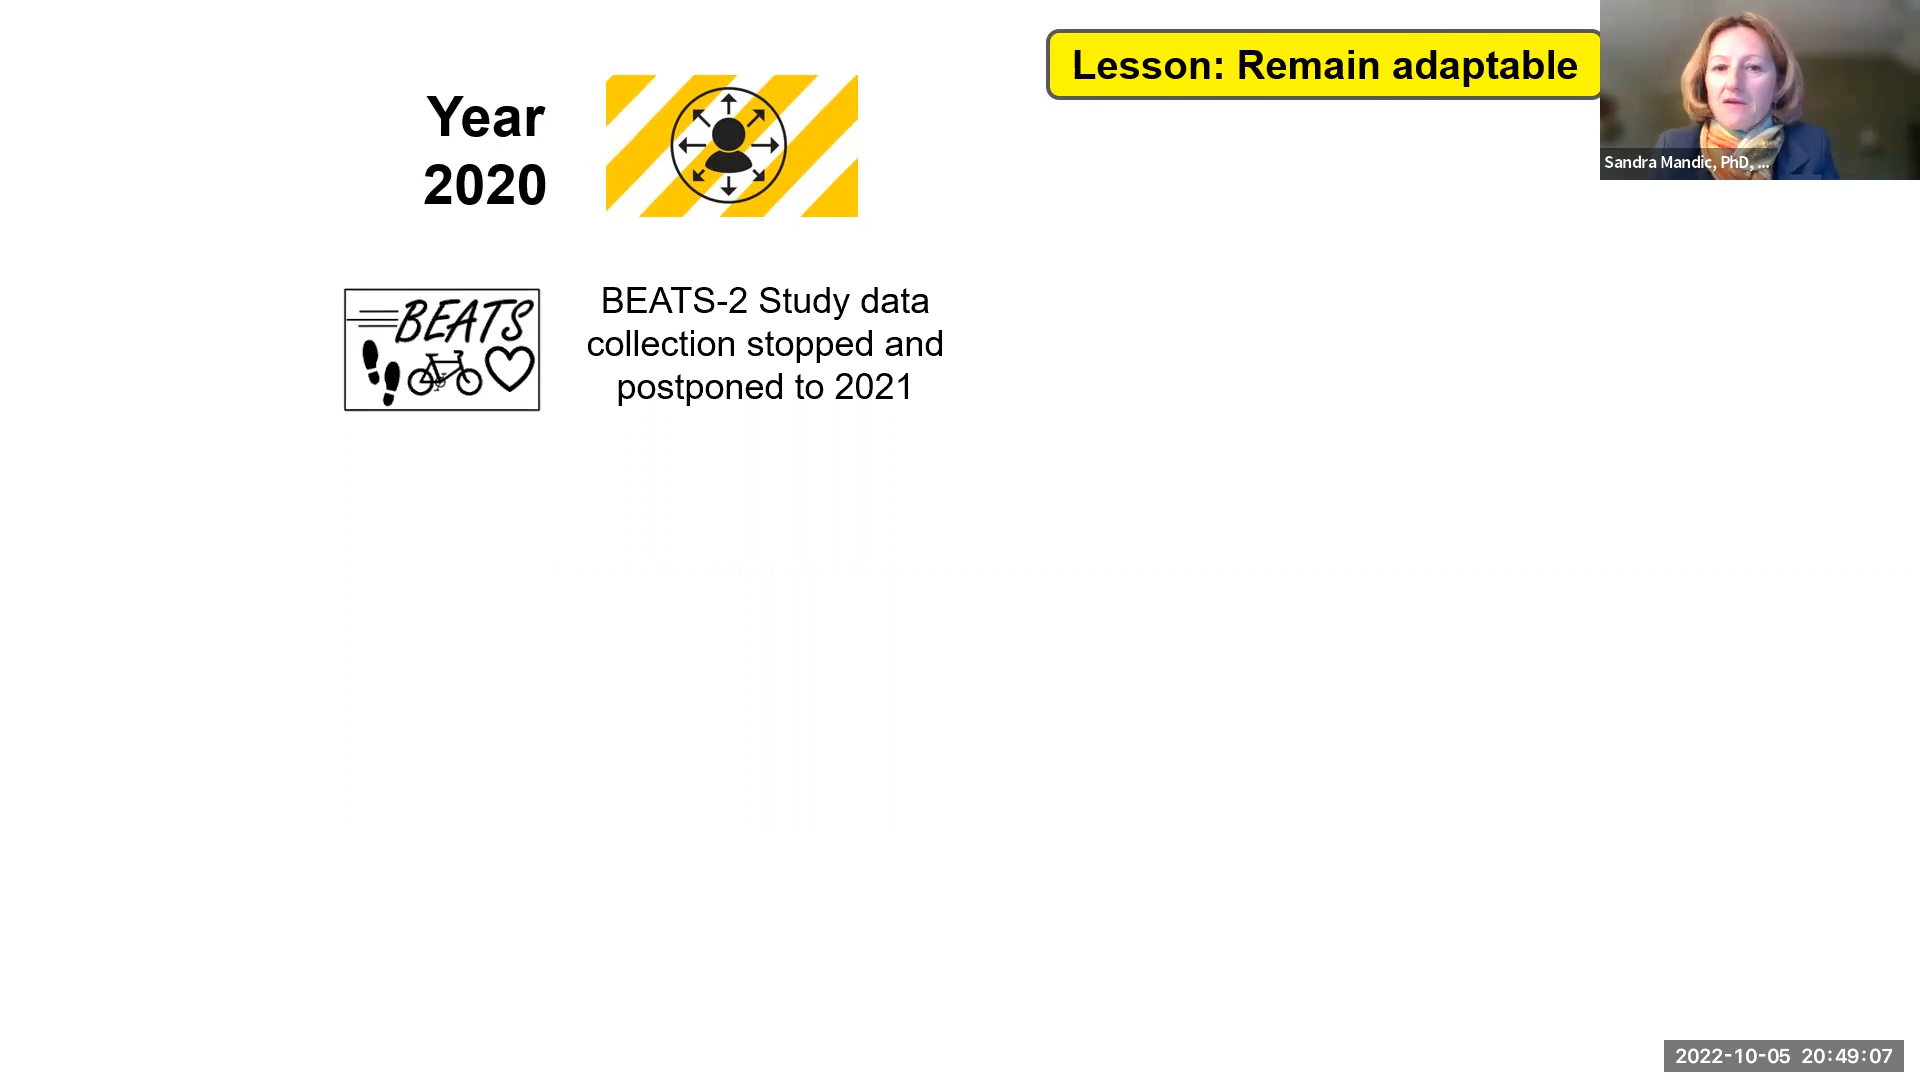 Lesson: Remain adaptable
Year
2020
Sandra Mandic, PhD, ...
BEATS
BEATS-2 Study data
collection stopped and
postponed to 2021
2022-10-05 20:49:07